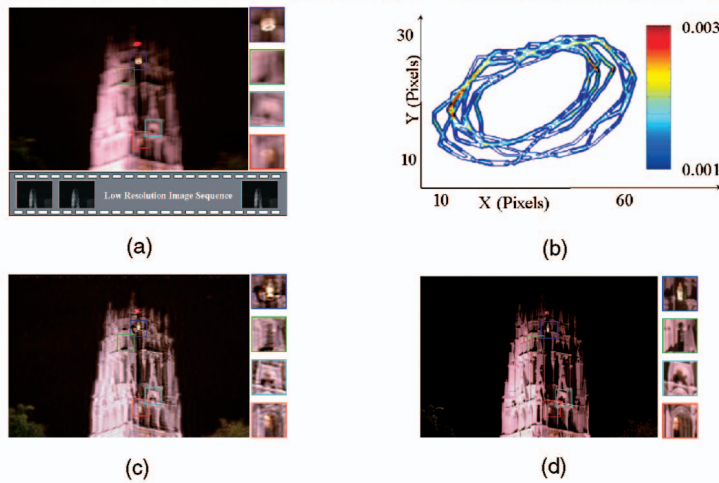 Low Resolution Image Sequence
(a)
30
Y (Pixels)
10
10
X (Pixels)
60
0.003
0.001
(b)
(c)
(d)